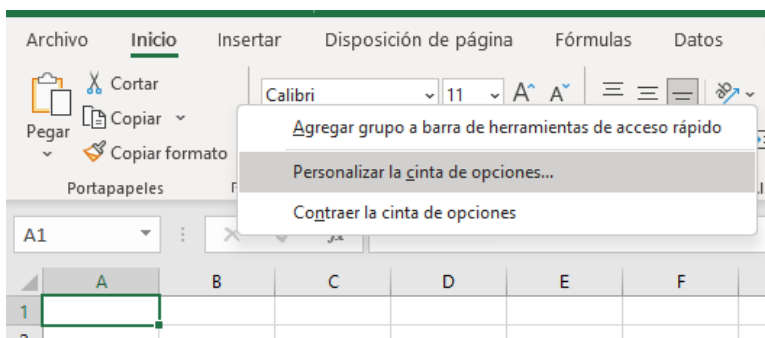 Archivo Inicio Insertar Disposición de página Fórmulas Datos
Cortar
Calibri 11 A A
Copiar
Pegar
Agregar grupo a barra de herramientas de acceso rápido
Copiar formato
Personalizar la cinta de opciones...
Portapapeles
Contraer la cinta de opciones
A1
A B C D E F
1